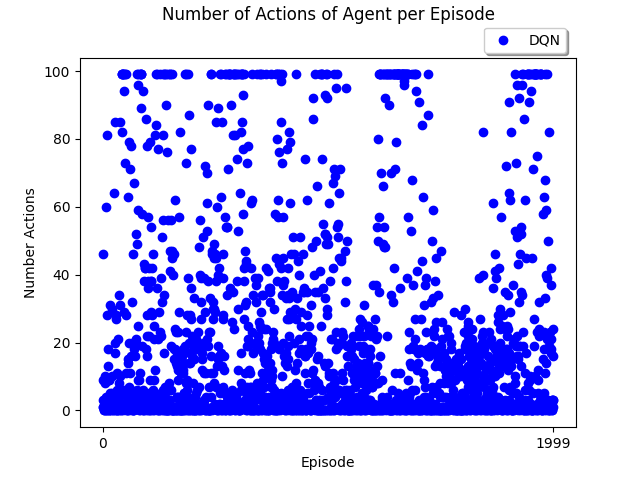 Number of Actions of Agent per Episode
DQN
100
80
60
40
20
0
Number Actions
0
1999
Episode